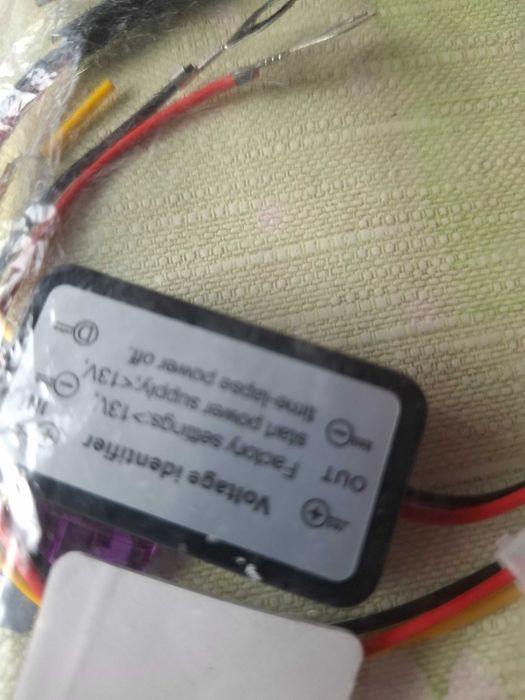 Voltage identifier
Factory settings>13V,
start power supply;<13V,
time-lapse power off.
+
OUT
-
+
IN
-
D